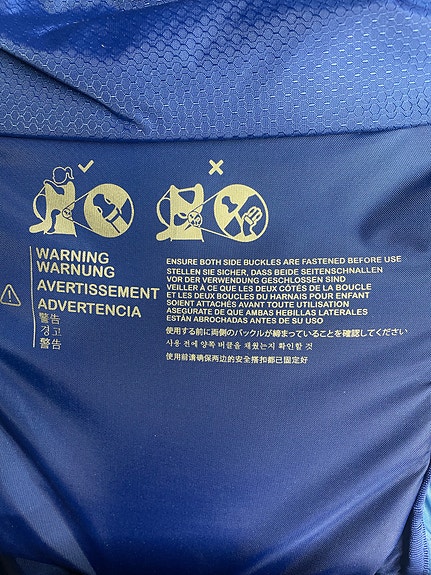 WARNING
WARNUNG
AVERTISSEMENT
ADVERTENCIA
警告
경고
警告
ENSURE BOTH SIDE BUCKLES ARE FASTENED BEFORE USE
STELLEN SIE SICHER, DASS BEIDE SEITENSCHNALLEN
VOR DER VERWENDUNG GESCHLOSSEN SIND
VEILLER À CE QUE LES DEUX CÔTÉS DE LA BOUCLE
ET LES DEUX BOUCLES DU HARNAIS POUR ENFANT
SOIENT ATTACHÉS AVANT TOUTE UTILISATION
ASEGÚRATE DE QUE AMBAS HEBILLAS LATERALES
ESTÁN ABROCHADAS ANTES DE SU USO
使用する前に両側のバックルが締まっていることを確認してください
사용 전에 양쪽 버클을 채웠는지 확인할 것
使用前请确保两边的安全搭扣都已固定好